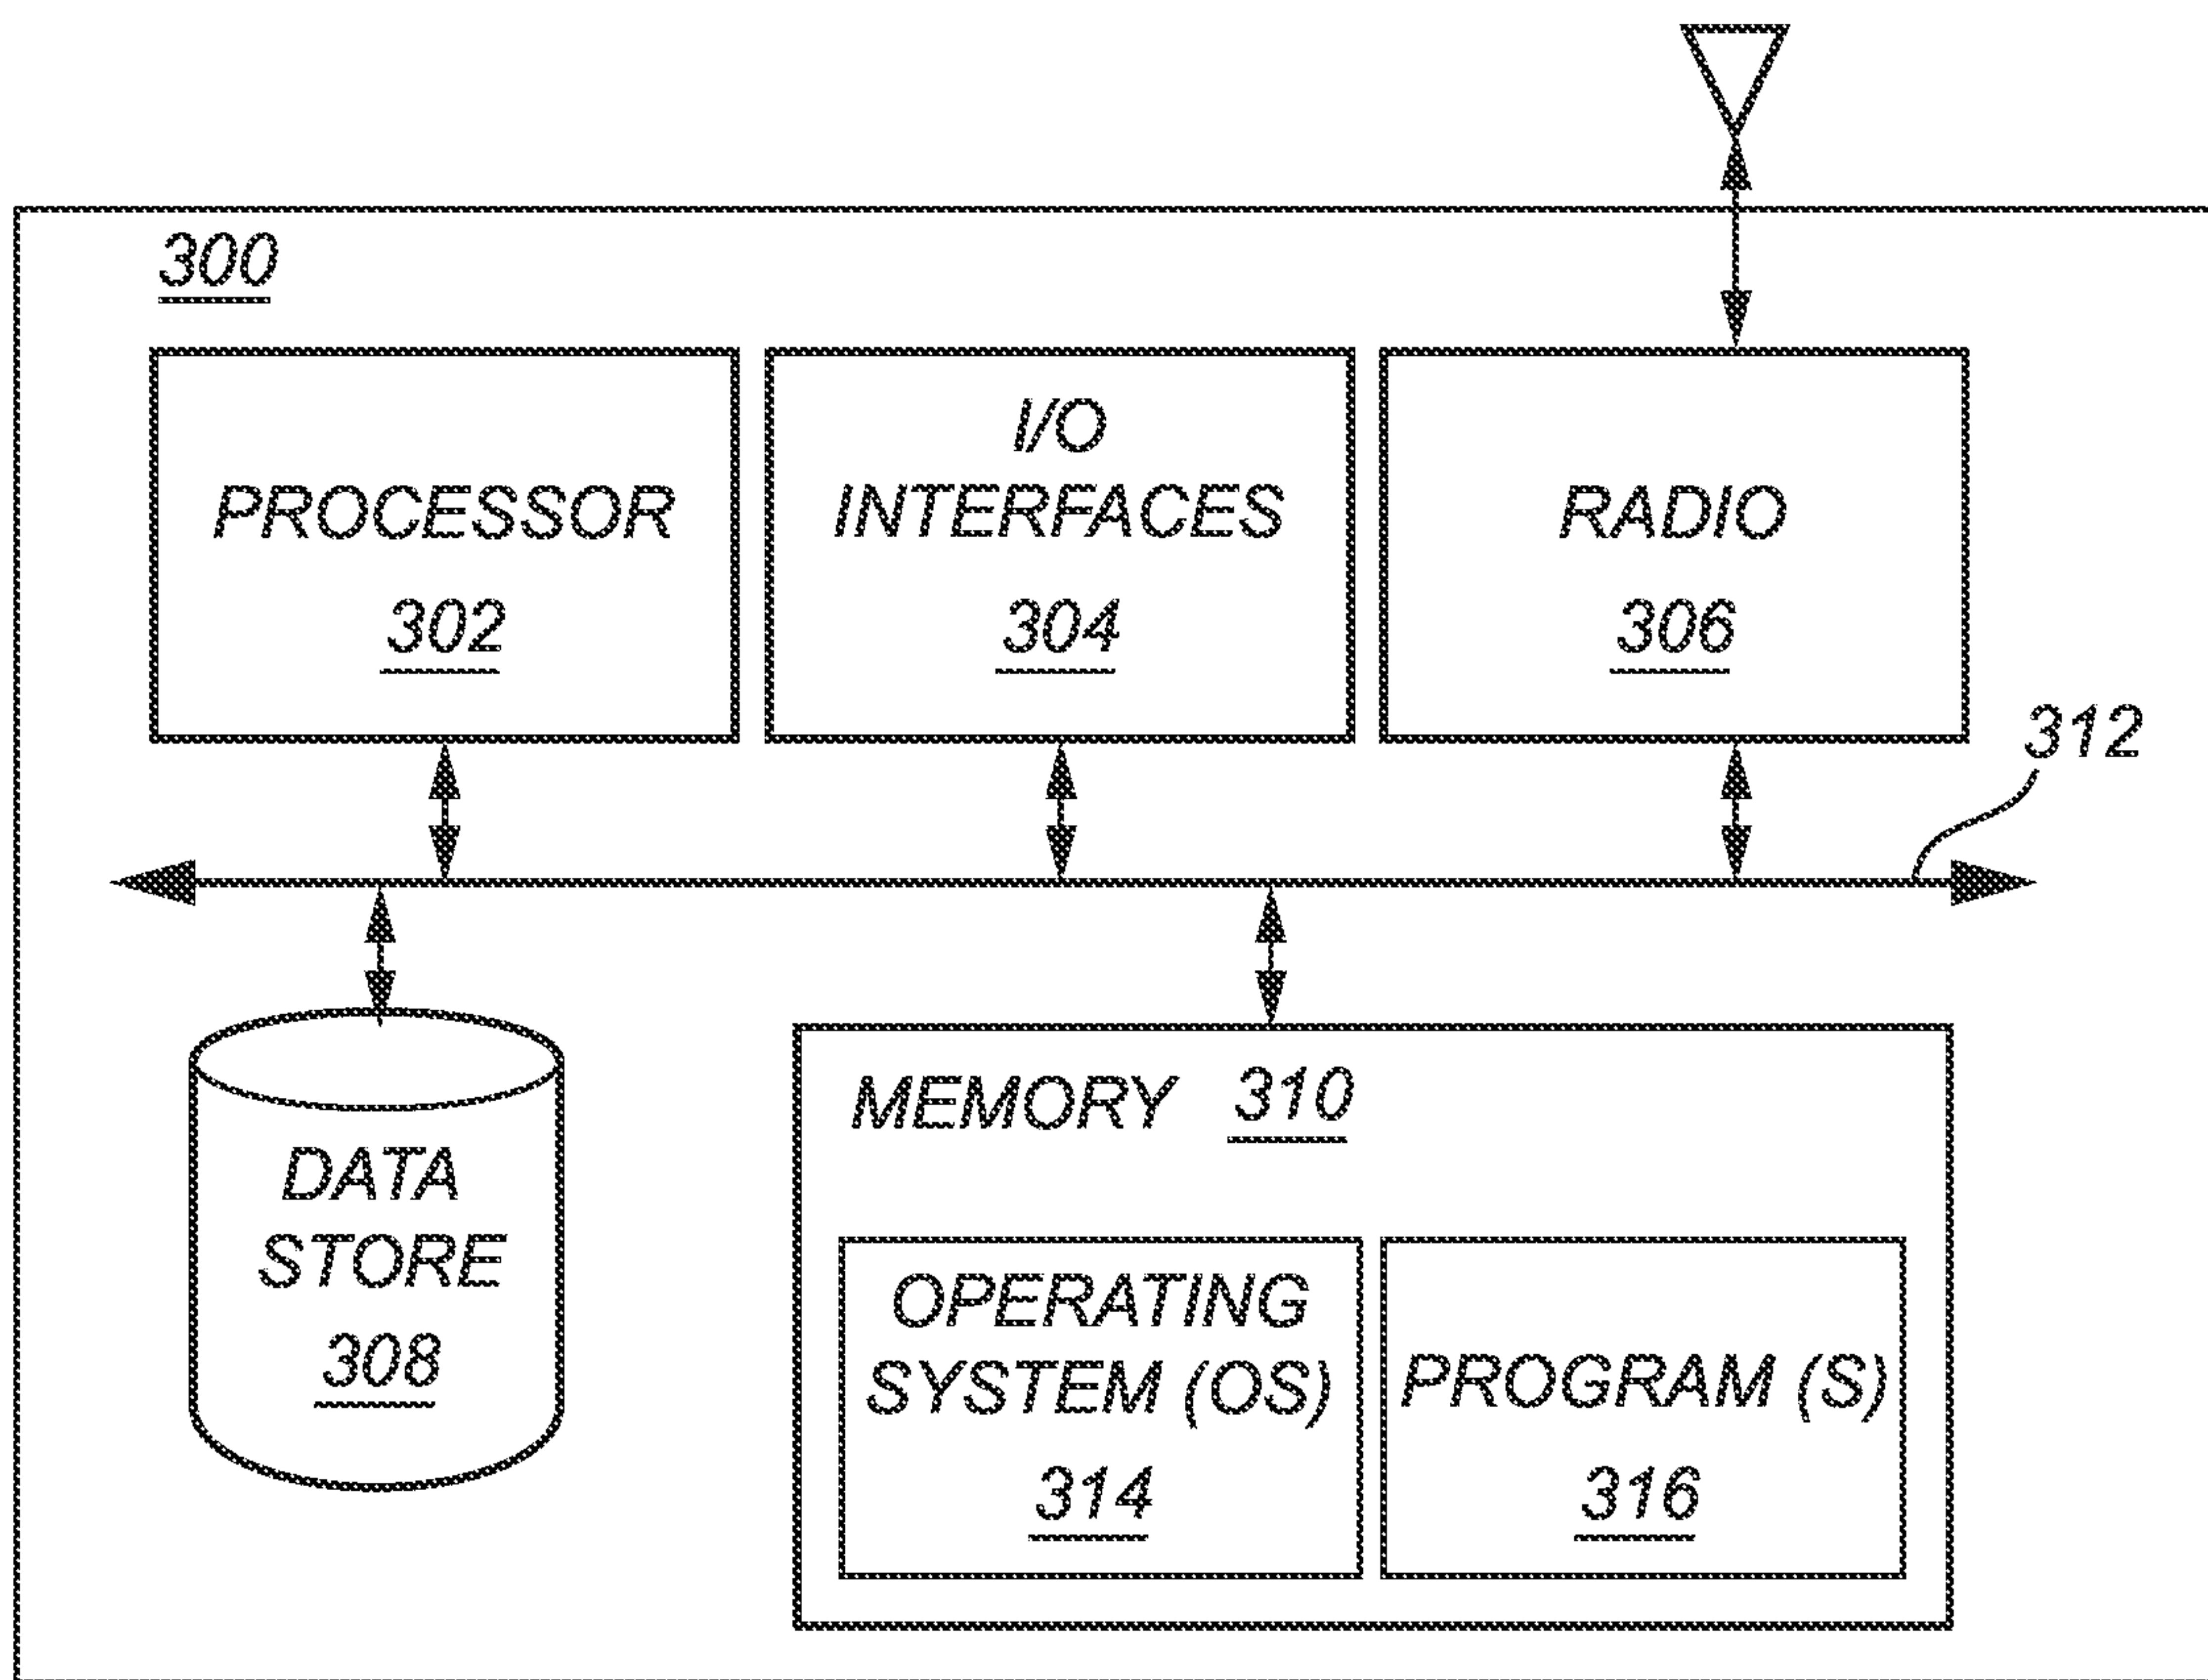 300
PROCESSOR
302
I/O
INTERFACES
304
RADIO
306
312
DATA
STORE
308
MEMORY 310
OPERATING
SYSTEM (OS)
314
PROGRAM (S)
316